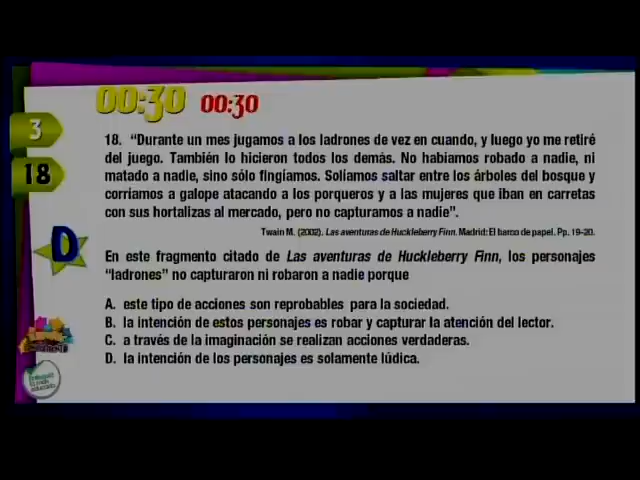 00:30 00:30
3
18
D
18. “Durante un mes jugamos a los ladrones de vez en cuando, y luego yo me retiré
del juego. También lo hicieron todos los demás. No habíamos robado a nadie, ni
matado a nadie, sino sólo fingíamos. Solíamos saltar entre los árboles del bosque y
corríamos a galope atacando a los porqueros y a las mujeres que iban en carretas
con sus hortalizas al mercado, pero no capturamos a nadie”.
Twain M. (2002). Las aventuras de Huckleberry Finn. Madrid: El barco de papel. Pp. 19-20.
En este fragmento citado de Las aventuras de Huckleberry Finn, los personajes
“ladrones” no capturaron ni robaron a nadie porque
A. este tipo de acciones son reprobables para la sociedad.
B. la intención de estos personajes es robar y capturar la atención del lector.
C. a través de la imaginación se realizan acciones verdaderas.
D. la intención de los personajes es solamente lúdica.